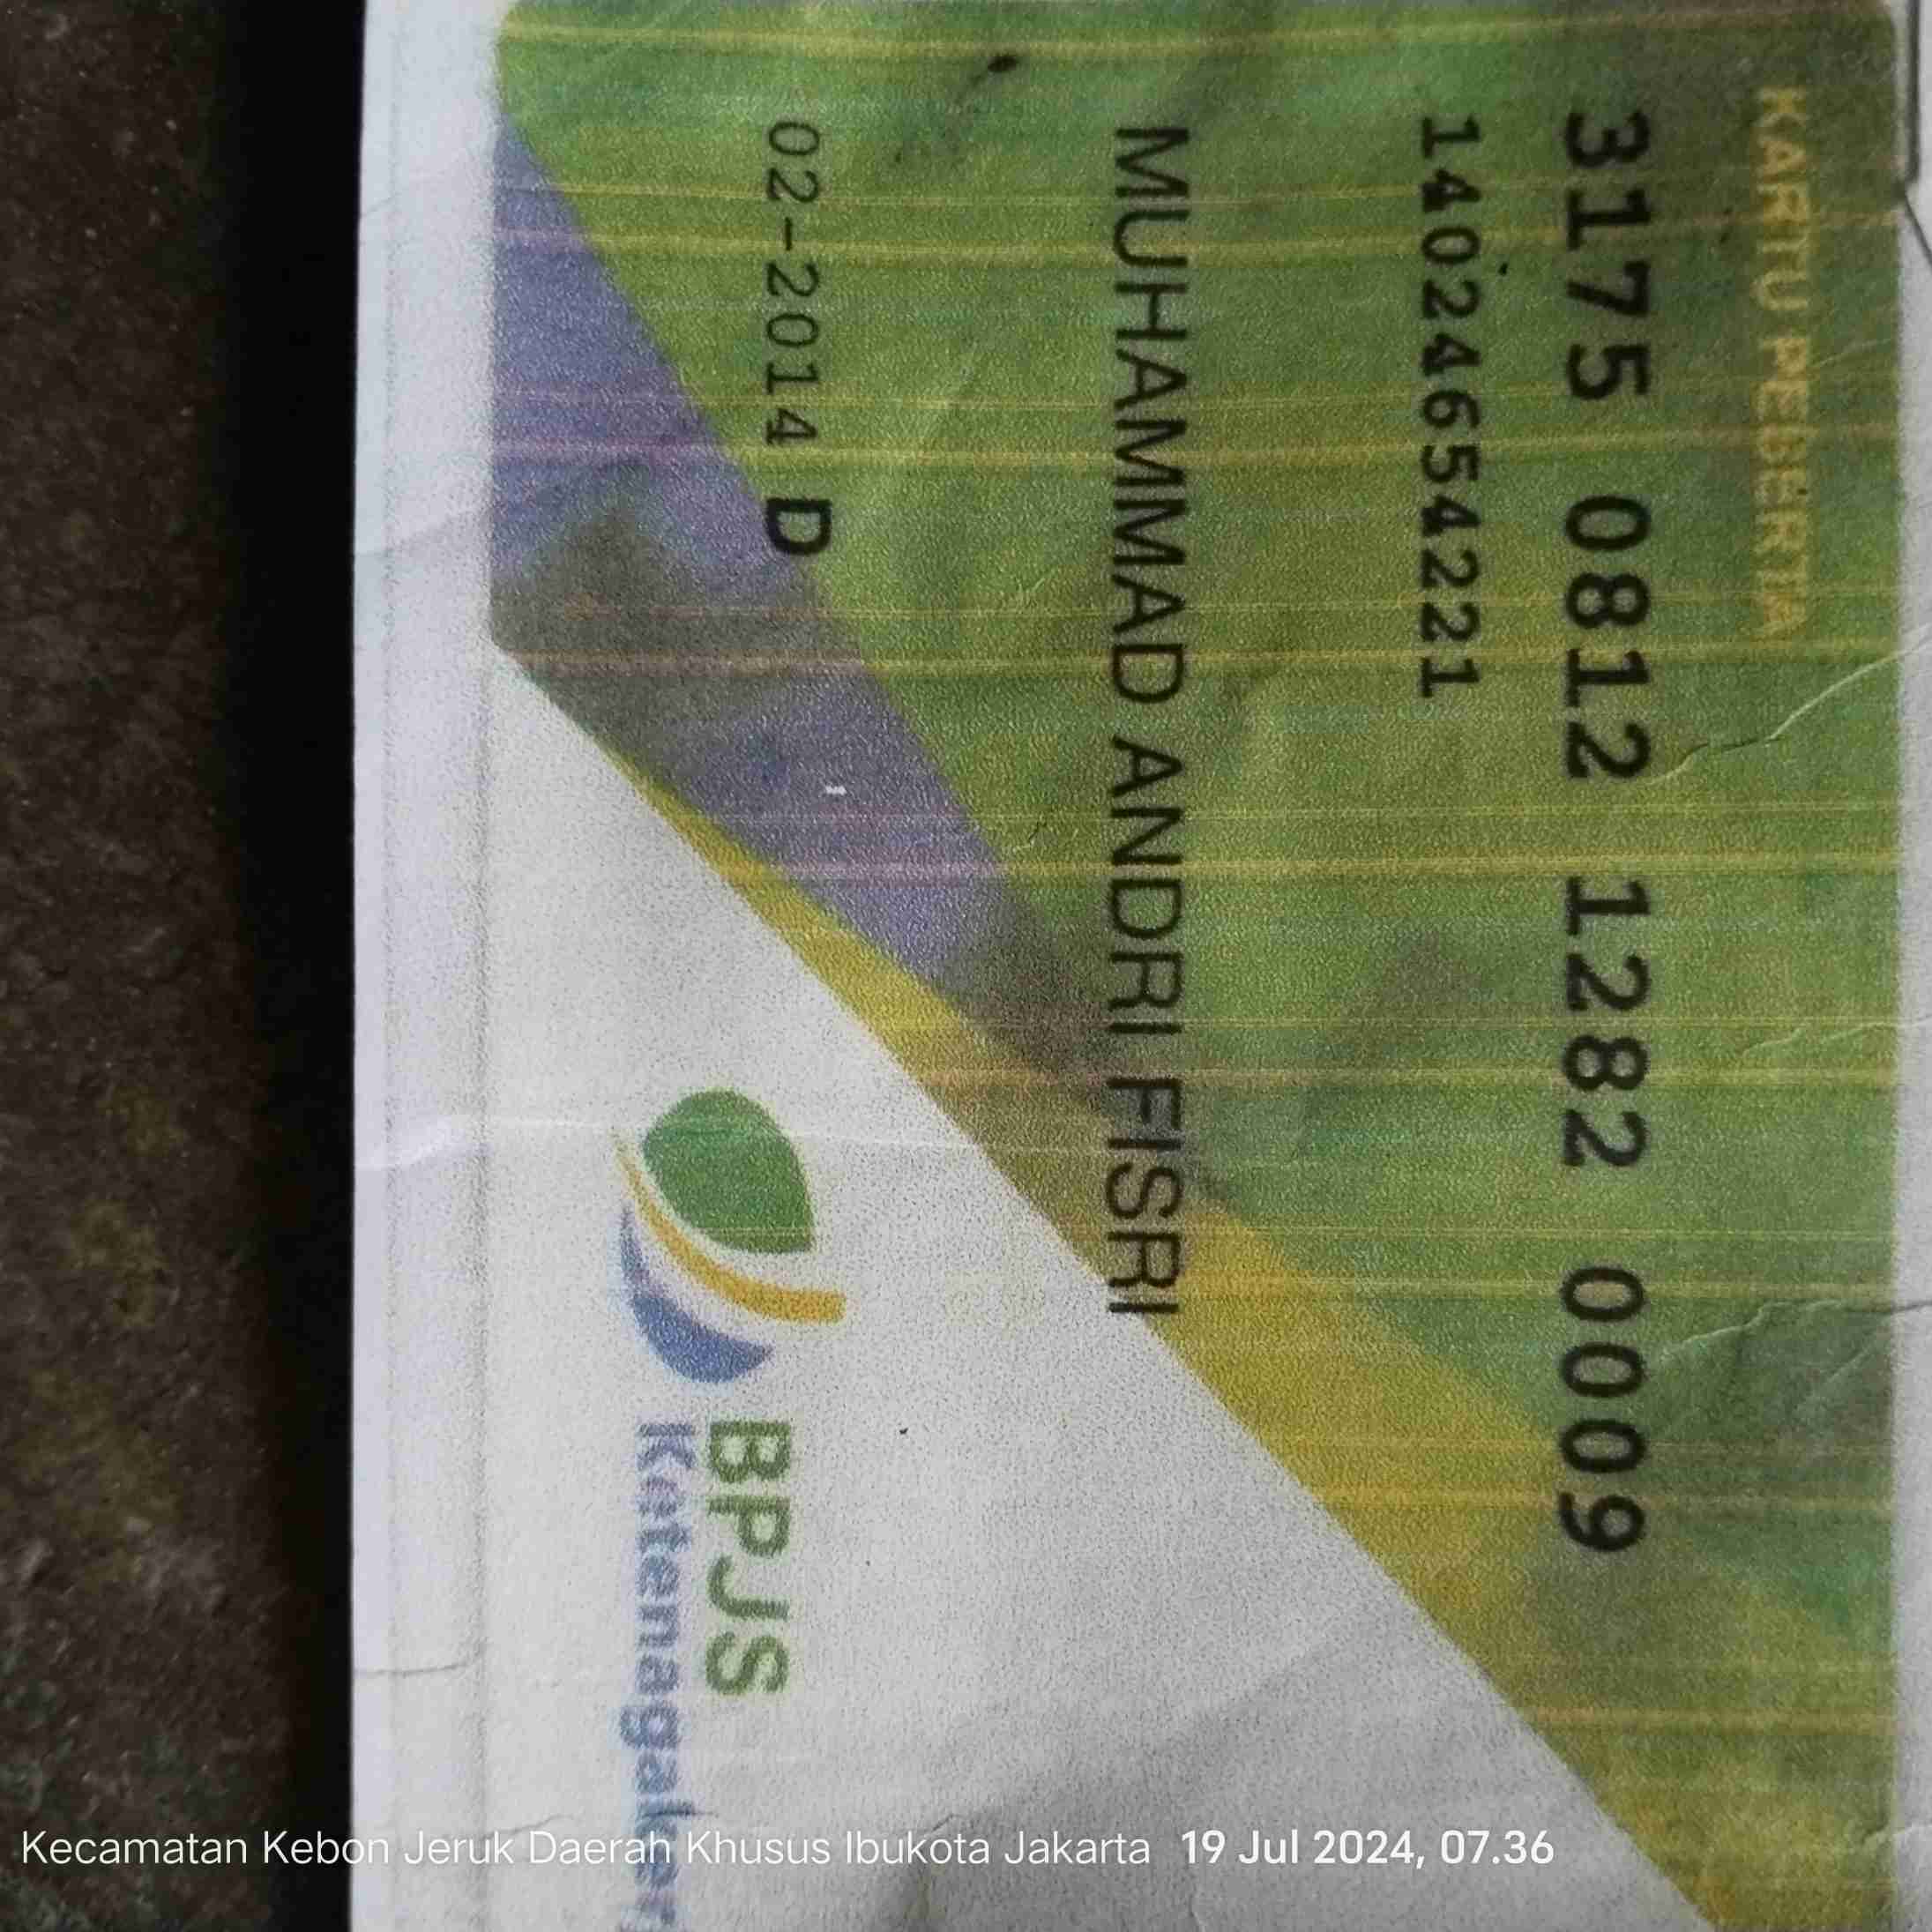 KARTU PESERTA
3175 0812 1282 0009
14024654221
MUHAMMAD ANDRI FISRI
02-2014 D
BPJS
Ketenagaker
Kecamatan Kebon Jeruk Daerah Khusus Ibukota Jakarta 19 Jul 2024, 07.36